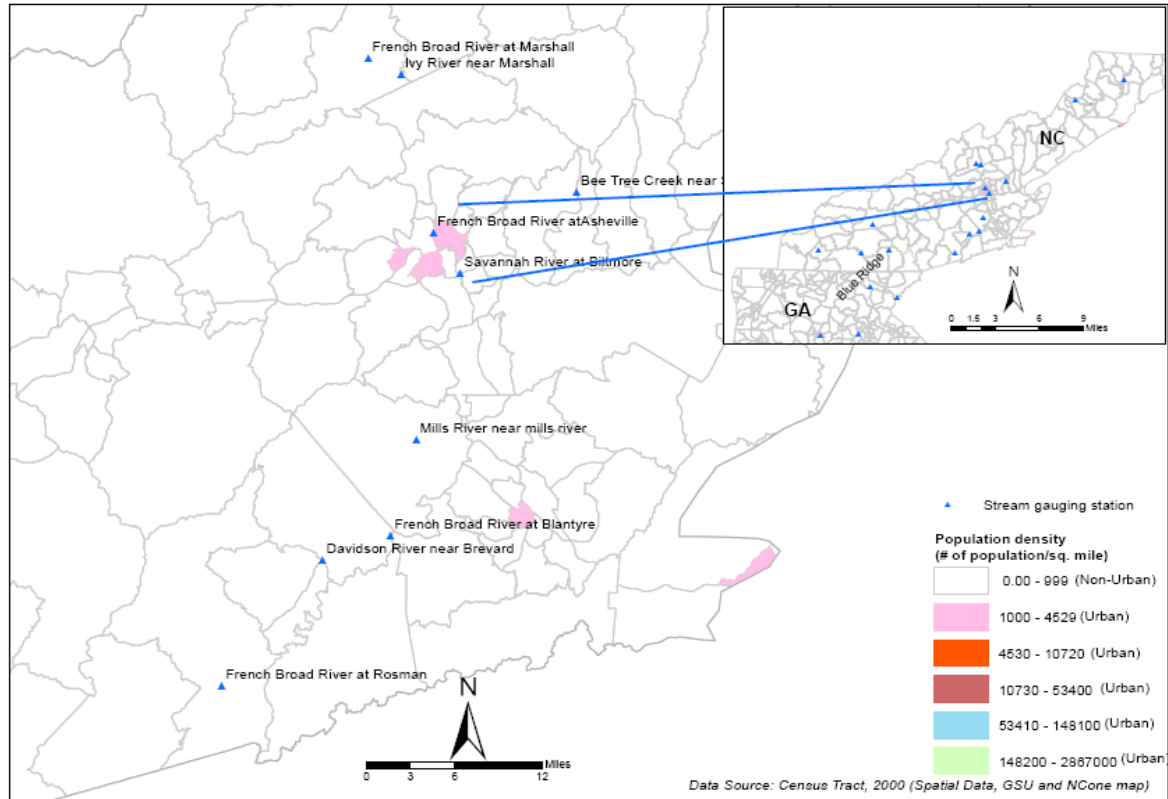 French Broad River at Marshall
Ivy River near Marshall
Bee Tree Creek near
French Broad River atAsheville
Savannah River at Biltmore
Mills River near mills river
French Broad River at Blantyre
Davidson River near Brevard
French Broad River at Rosman
N
0 3 6 12
Miles
NC
Blue Ridge
GA
N
0 1.5 3 6 9
Miles
Stream gauging station
Population density
(# of population/sq. mile)
0.00 - 999 (Non-Urban)
1000 - 4529 (Urban)
4530 - 10720 (Urban)
10730 - 53400 (Urban)
53410 - 148100 (Urban)
148200 - 2867000 (Urban)
Data Source: Census Tract, 2000 (Spatial Data, GSU and NCone map)